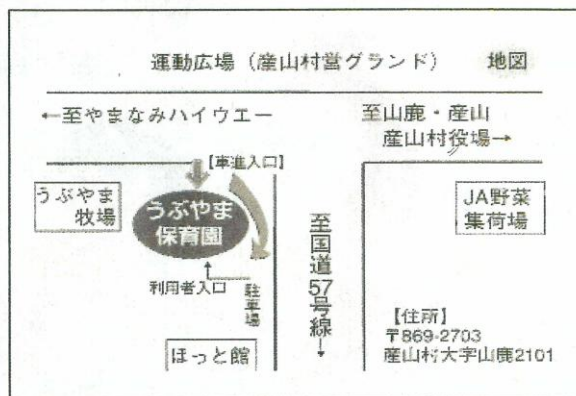 運動広場（産山村営グランド）　地図
←至やまなみハイウエー
至山鹿・産山
産山村役場→
【車進入口】
うぶやま
牧場
うぶやま
保育園
JA野菜
集荷場
至国道57号線→
利用者入口
駐車場
ほっと館
【住所】
〒869-2703
産山村大字山鹿2101